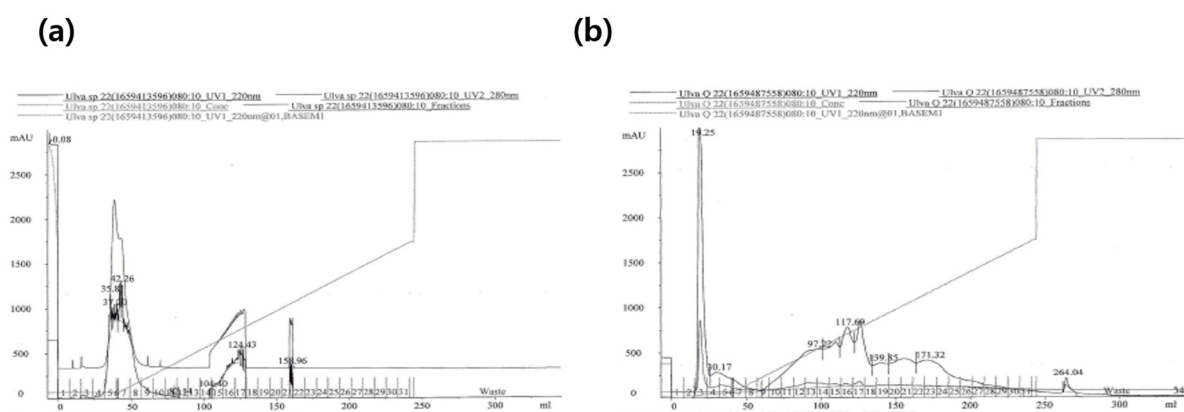 (a)
(b)
Ulva sp 22(1659413596)080:10_UV1_220nm
Ulva sp 22(1659413596)080:10_UV2_280nm
Ulva sp 22(1659413596)080:10_Conc
Ulva sp 22(1659413596)080:10_Fractions
Ulva sp 22(1659413596)080:10_UV1_220nm@01,BASEM1
mAU
-0.08
2500
2000
1500
1000
500
0
42.26
35.81
124.43
158.96
104.40
0 50 100 150 200 250 300
Waste
ml
Ulva Q 22(1659487558)080:10_UV1_220nm
Ulva Q 22(1659487558)080:10_UV2_280nm
Ulva Q 22(1659487558)080:10_Conc
Ulva Q 22(1659487558)080:10_Fractions
Ulva Q 22(1659487558)080:10_UV1_220nm@01,BASEM1
mAU
19.25
2500
2000
1500
1000
500
0
30.17
117.69
139.85
171.32
264.04
0 50 100 150 200 250 300
Waste
ml